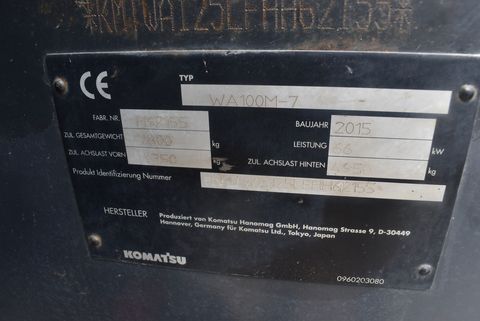 CE
TYP
WA100M-7
FABR. NR. H62155
BAUJAHR 2015
ZUL. GESAMTGEWICHT kg
LEISTUNG 56 kW
ZUL. ACHSLAST VORN kg
ZUL. ACHSLAST HINTEN kg
Produkt Identifizierung Nummer
HERSTELLER
Produziert von Komatsu Hanomag GmbH, Hanomag Strasse 9, D-30449
Hannover, Germany für Komatsu Ltd., Tokyo, Japan
KOMATSU
0960203080